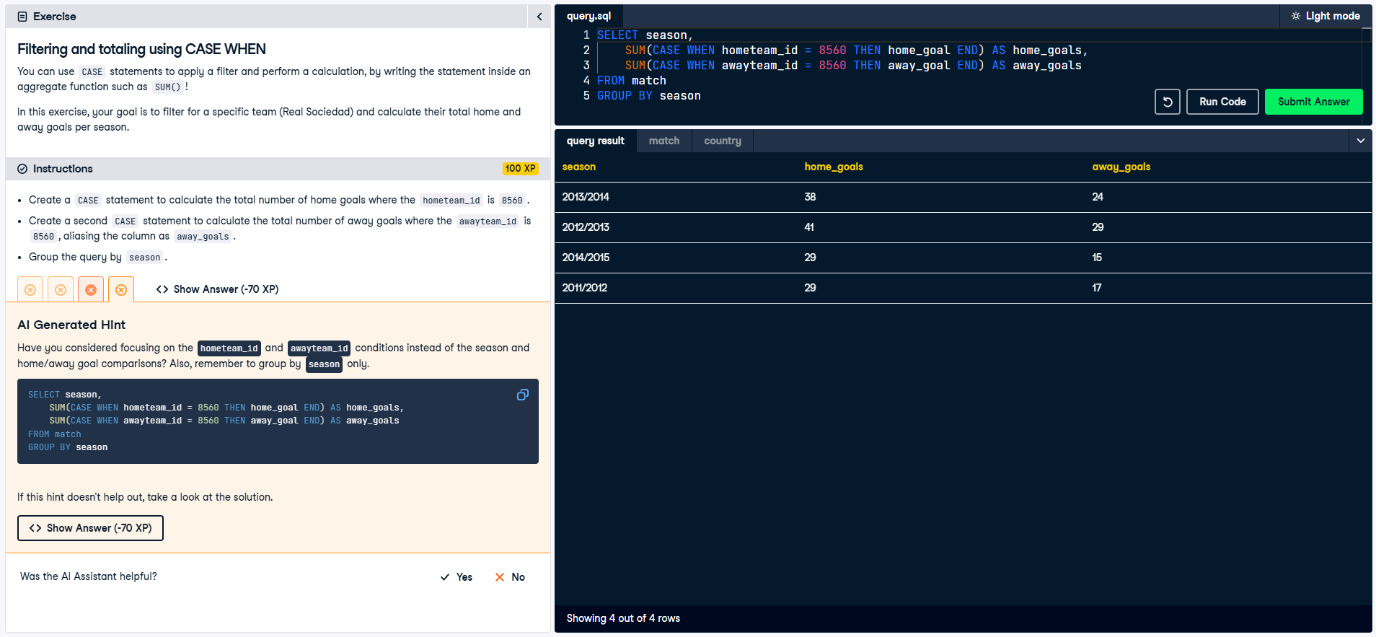 Exercise
Filtering and totaling using CASE WHEN
You can use CASE statements to apply a filter and perform a calculation, by writing the statement inside an
aggregate function such as SUM() !
In this exercise, your goal is to filter for a specific team (Real Sociedad) and calculate their total home and
away goals per season.
Instructions
100 XP
• Create a CASE statement to calculate the total number of home goals where the hometeam_id is 8560 .
• Create a second CASE statement to calculate the total number of away goals where the awayteam_id is
8560 , aliasing the column as away_goals .
• Group the query by season .
<> Show Answer (-70 XP)
AI Generated Hint
Have you considered focusing on the hometeam_id and awayteam_id conditions instead of the season and
home/away goal comparisons? Also, remember to group by season only.
SELECT season,
SUM(CASE WHEN hometeam_id = 8560 THEN home_goal END) AS home_goals,
SUM(CASE WHEN awayteam_id = 8560 THEN away_goal END) AS away_goals
FROM match
GROUP BY season
If this hint doesn't help out, take a look at the solution.
<> Show Answer (-70 XP)
Was the AI Assistant helpful?
Yes
No
query.sql
Light mode
1 SELECT season,
2 SUM(CASE WHEN hometeam_id = 8560 THEN home_goal END) AS home_goals,
3 SUM(CASE WHEN awayteam_id = 8560 THEN away_goal END) AS away_goals
4 FROM match
5 GROUP BY season
Run Code
Submit Answer
query result
match
country
season home_goals away_goals
2013/2014 38 24
2012/2013 41 29
2014/2015 29 15
2011/2012 29 17
Showing 4 out of 4 rows